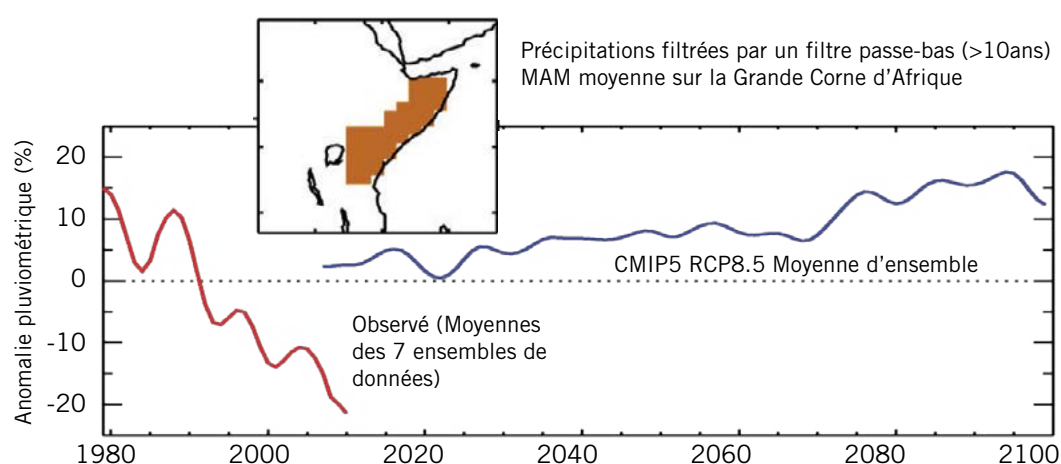 Précipitations filtrées par un filtre passe-bas (>10ans)
MAM moyenne sur la Grande Corne d'Afrique
Anomalie pluviométrique (%)
20
10
0
-10
-20
CMIP5 RCP8.5 Moyenne d'ensemble
Observé (Moyennes
des 7 ensembles de
données)
1980 2000 2020 2040 2060 2080 2100